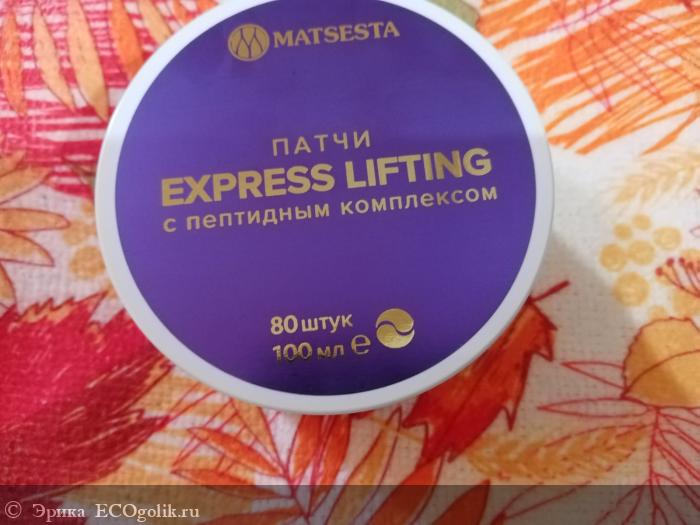 MATSESTA
ПАТЧИ
EXPRESS LIFTING
с пептидным комплексом
80 штук
100 мл e
© Эрика ECOgolik.ru